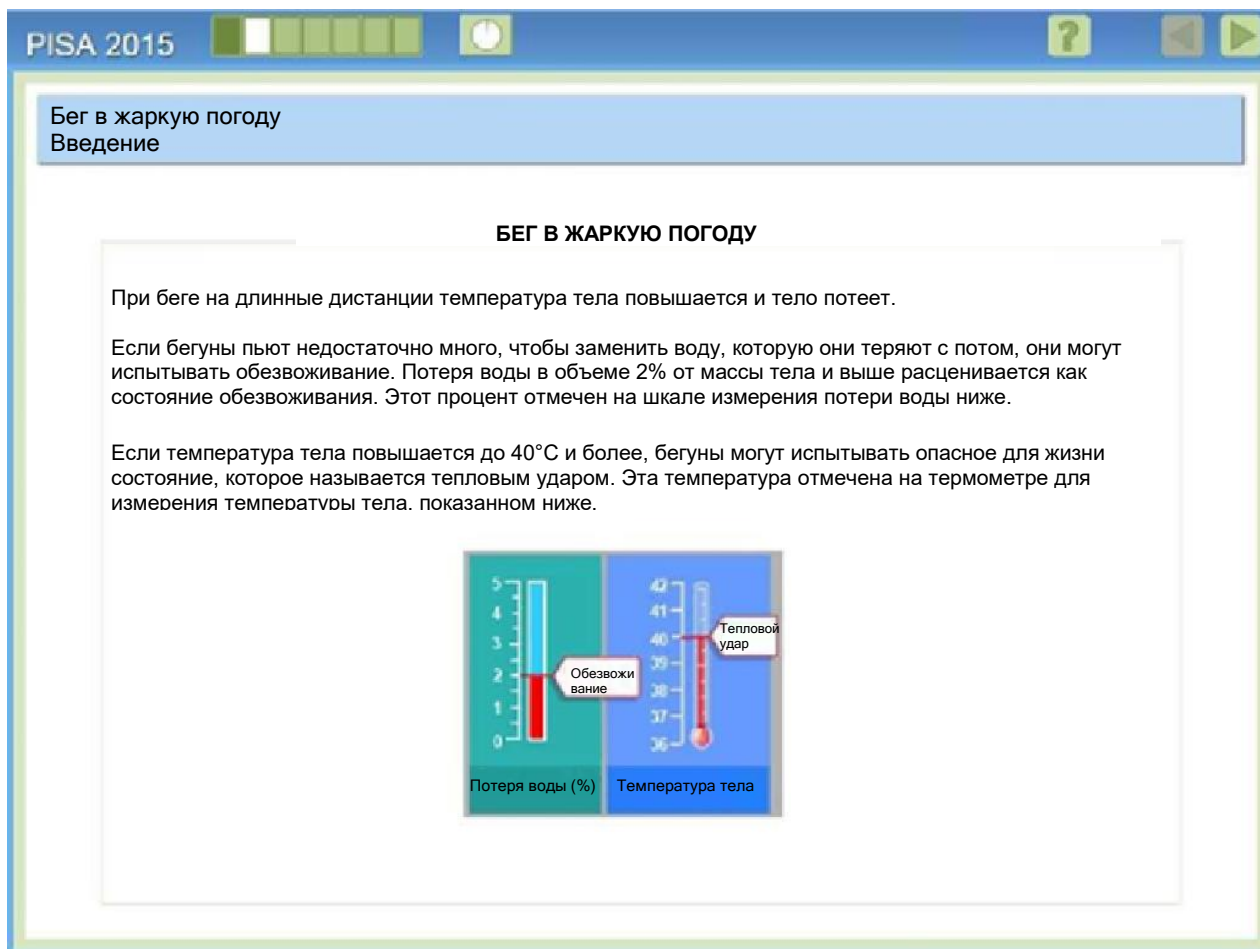 PISA 2015
?
Бег в жаркую погоду
Введение
БЕГ В ЖАРКУЮ ПОГОДУ
При беге на длинные дистанции температура тела повышается и тело потеет.
Если бегуны пьют недостаточно много, чтобы заменить воду, которую они теряют с потом, они могут
испытывать обезвоживание. Потеря воды в объеме 2% от массы тела и выше расценивается как
состояние обезвоживания. Этот процент отмечен на шкале измерения потери воды ниже.
Если температура тела повышается до 40°C и более, бегуны могут испытывать опасное для жизни
состояние, которое называется тепловым ударом. Эта температура отмечена на термометре для
измерения температуры тела, показанном ниже.
5
4
3
2
1
0
Обезвожи
вание
Потеря воды (%)
42
41
40
39
38
37
36
Тепловой
удар
Температура тела